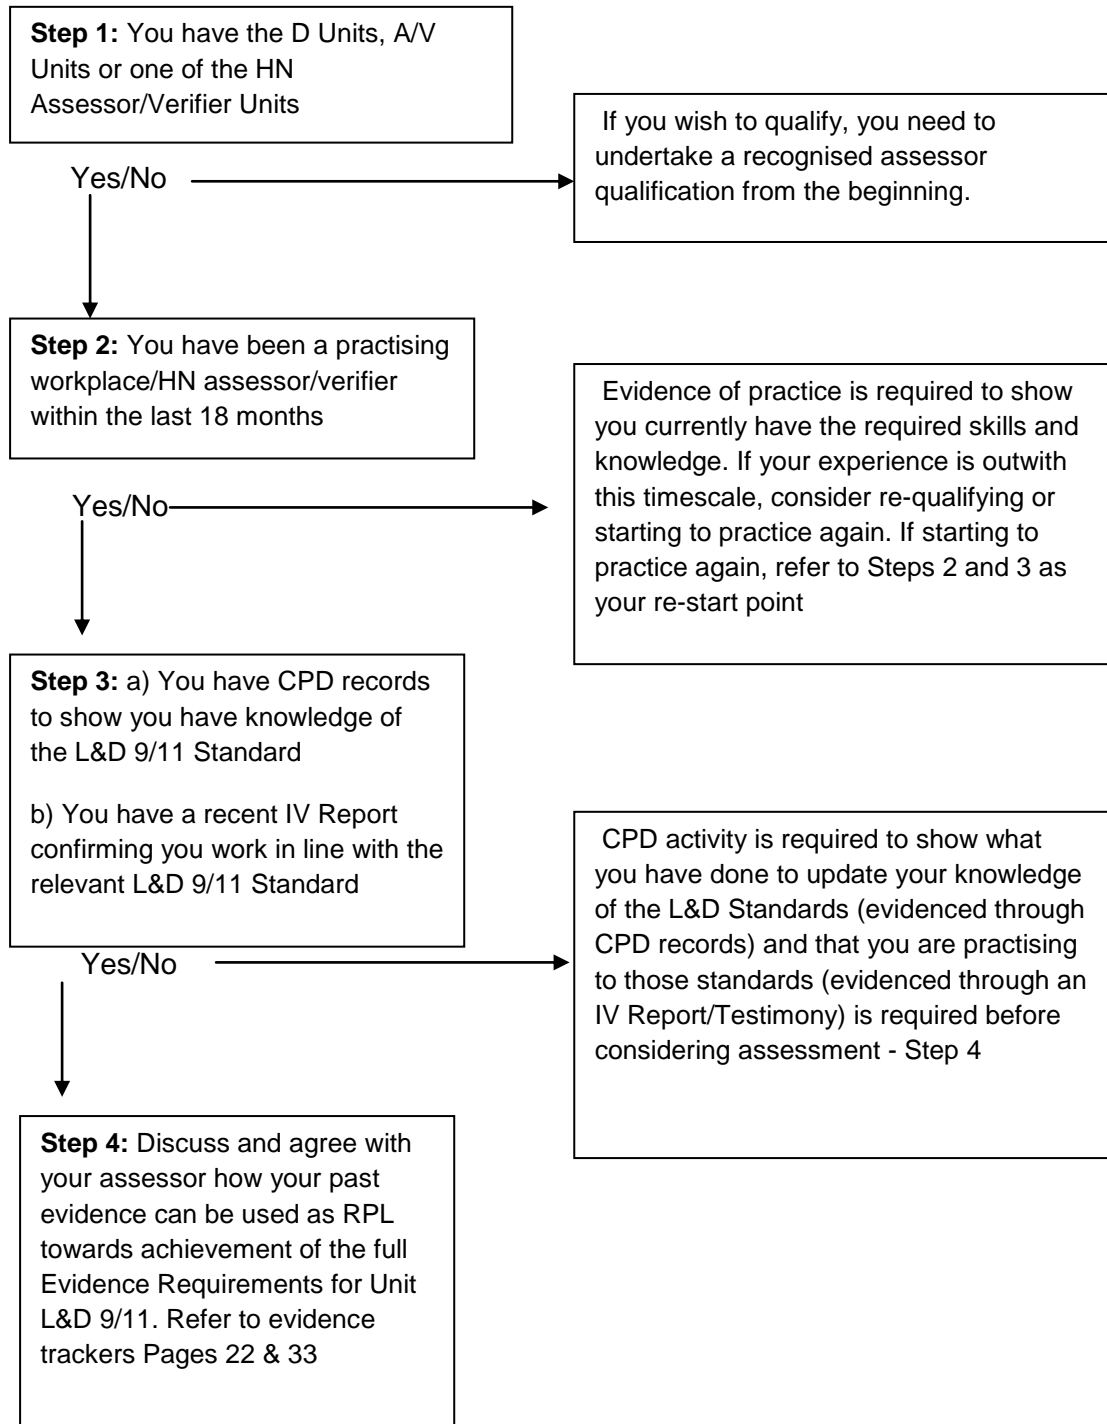 Step 1: You have the D Units, A/V
Units or one of the HN
Assessor/Verifier Units
If you wish to qualify, you need to
undertake a recognised assessor
qualification from the beginning.
Yes/No
Step 2: You have been a practising
workplace/HN assessor/verifier
within the last 18 months
Evidence of practice is required to show
you currently have the required skills and
knowledge. If your experience is outwith
this timescale, consider re-qualifying or
starting to practice again. If starting to
practice again, refer to Steps 2 and 3 as
your re-start point
Yes/No
Step 3: a) You have CPD records
to show you have knowledge of
the L&D 9/11 Standard
b) You have a recent IV Report
confirming you work in line with the
relevant L&D 9/11 Standard
CPD activity is required to show what
you have done to update your knowledge
of the L&D Standards (evidenced through
CPD records) and that you are practising
to those standards (evidenced through an
IV Report/Testimony) is required before
considering assessment - Step 4
Yes/No
Step 4: Discuss and agree with
your assessor how your past
evidence can be used as RPL
towards achievement of the full
Evidence Requirements for Unit
L&D 9/11. Refer to evidence
trackers Pages 22 & 33